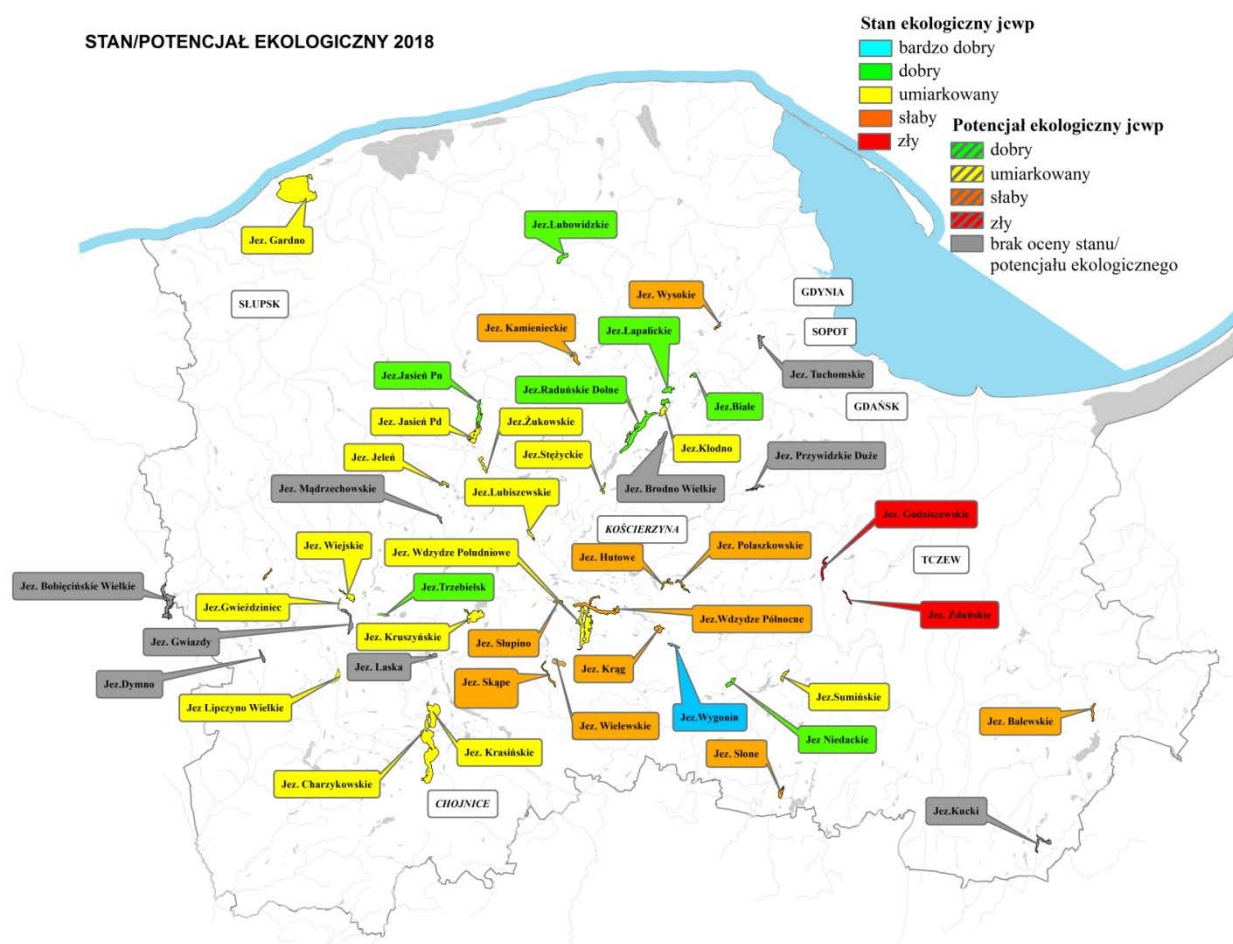 STAN/POTENCJAŁ EKOLOGICZNY 2018
Stan ekologiczny jcwp
bardzo dobry
dobry
umiarkowany
słaby
zły
Potencjał ekologiczny jcwp
dobry
umiarkowany
słaby
zły
brak oceny stanu/
potencjału ekologicznego
Jez. Gardno
Jez.Lubowidzkie
SŁUPSK
GDYNIA
Jez. Wysokie
Jez. Kamienieckie
Jez.Łapalickie
SOPOT
Jez. Tuchomskie
Jez.Jasień Pn
Jez.Raduńskie Dolne
Jez.Białe
GDAŃSK
Jez. Jasień Pd
Jez.Żukowskie
Jez.Stężyckie
Jez.Kłodno
Jez. Przywidzkie Duże
Jez. Jeleń
Jez. Mądrzechowskie
Jez.Lubiszewskie
Jez. Brodno Wielkie
KOŚCIERZYNA
Jez. Godziszewskie
Jez. Wiejskie
Jez. Wdzydze Południowe
Jez. Hutowe
Jez. Polaszkowskie
TCZEW
Jez. Bobięcińskie Wielkie
Jez.Gwieździniec
Jez.Trzebielsk
Jez.Wdzydze Północne
Jez. Zduńskie
Jez. Gwiazdy
Jez. Kruszyńskie
Jez. Słupino
Jez. Krąg
Jez.Dymno
Jez. Laska
Jez. Skąpe
Jez Lipczyno Wielkie
Jez. Wielewskie
Jez.Wygonin
Jez.Sumińskie
Jez. Balewskie
Jez. Krasińskie
Jez Niedackie
Jez. Słone
Jez. Charzykowskie
CHOJNICE
Jez.Kucki